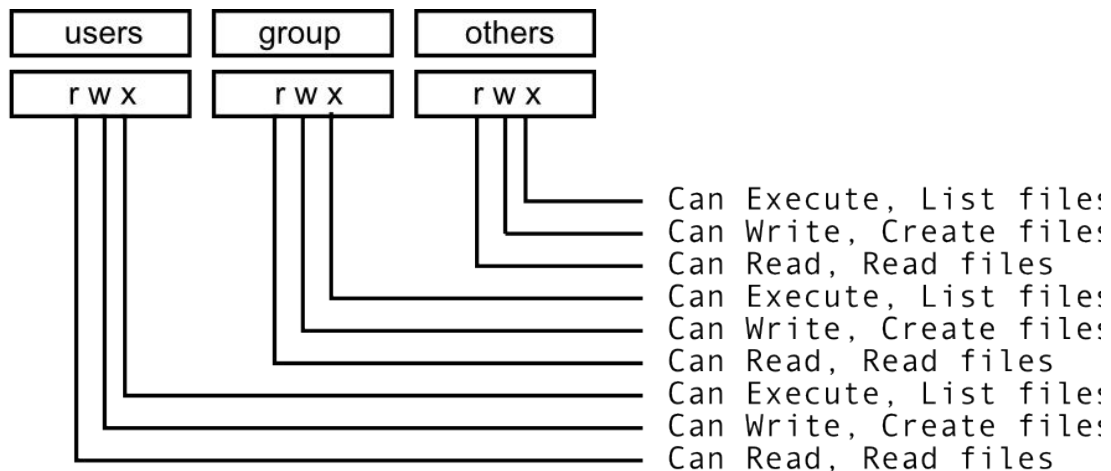 users group others
r w x r w x r w x
Can Execute, List files
Can Write, Create files
Can Read, Read files
Can Execute, List files
Can Write, Create files
Can Read, Read files
Can Execute, List files
Can Write, Create files
Can Read, Read files